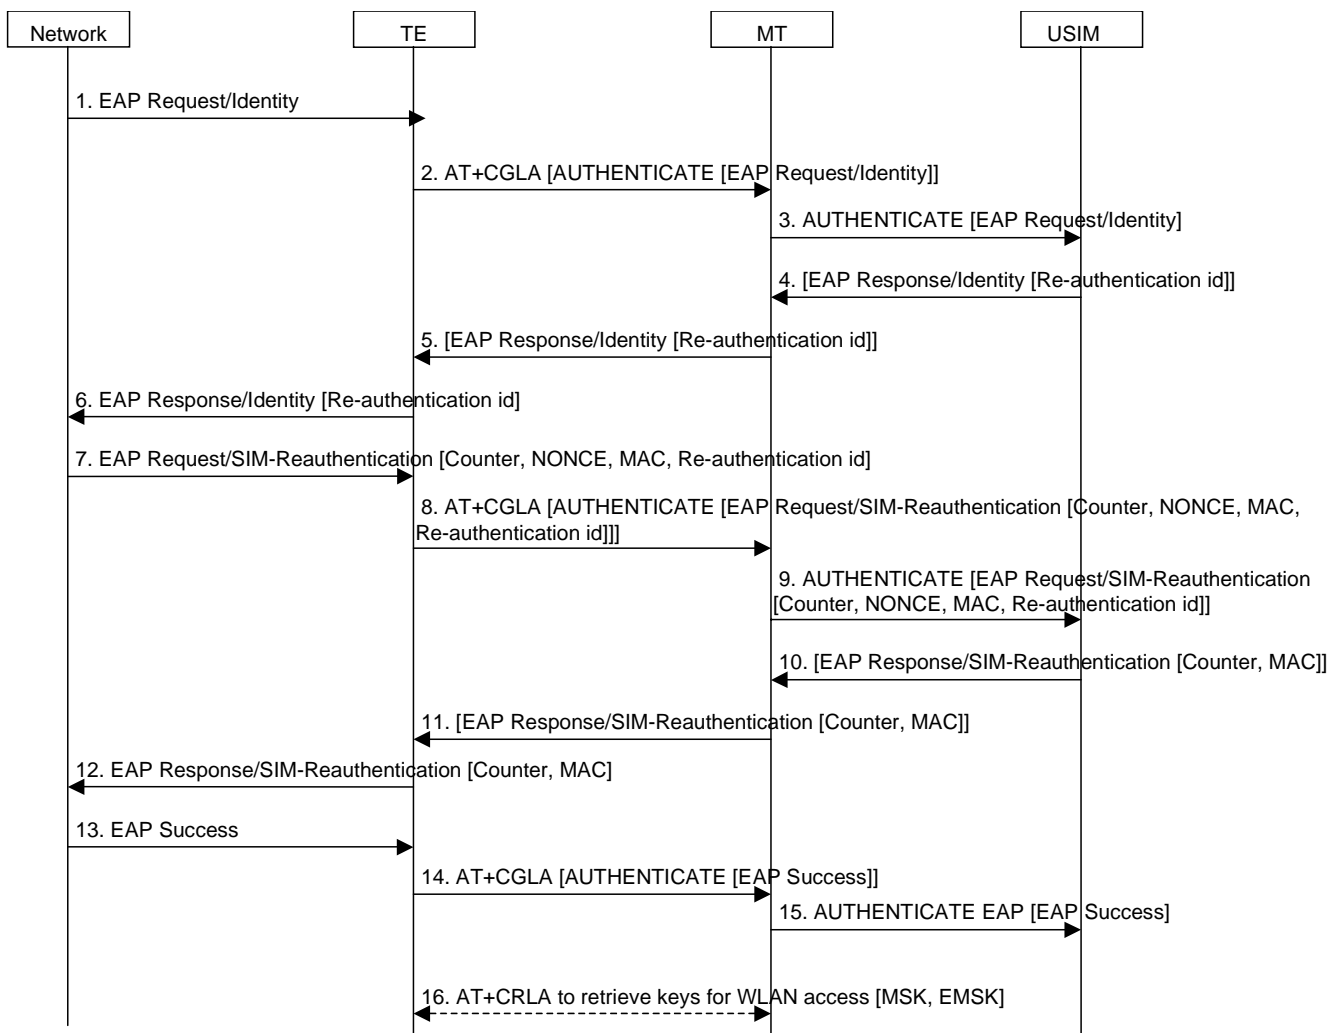 Network
TE
MT
USIM
1. EAP Request/Identity
2. AT+CGLA [AUTHENTICATE [EAP Request/Identity]]
3. AUTHENTICATE [EAP Request/Identity]
4. [EAP Response/Identity [Re-authentication id]]
5. [EAP Response/Identity [Re-authentication id]]
6. EAP Response/Identity [Re-authentication id]
7. EAP Request/SIM-Reauthentication [Counter, NONCE, MAC, Re-authentication id]
8. AT+CGLA [AUTHENTICATE [EAP Request/SIM-Reauthentication [Counter, NONCE, MAC,
Re-authentication id]]]
9. AUTHENTICATE [EAP Request/SIM-Reauthentication
[Counter, NONCE, MAC, Re-authentication id]]
10. [EAP Response/SIM-Reauthentication [Counter, MAC]]
11. [EAP Response/SIM-Reauthentication [Counter, MAC]]
12. EAP Response/SIM-Reauthentication [Counter, MAC]
13. EAP Success
14. AT+CGLA [AUTHENTICATE [EAP Success]]
15. AUTHENTICATE EAP [EAP Success]
16. AT+CRLA to retrieve keys for WLAN access [MSK, EMSK]